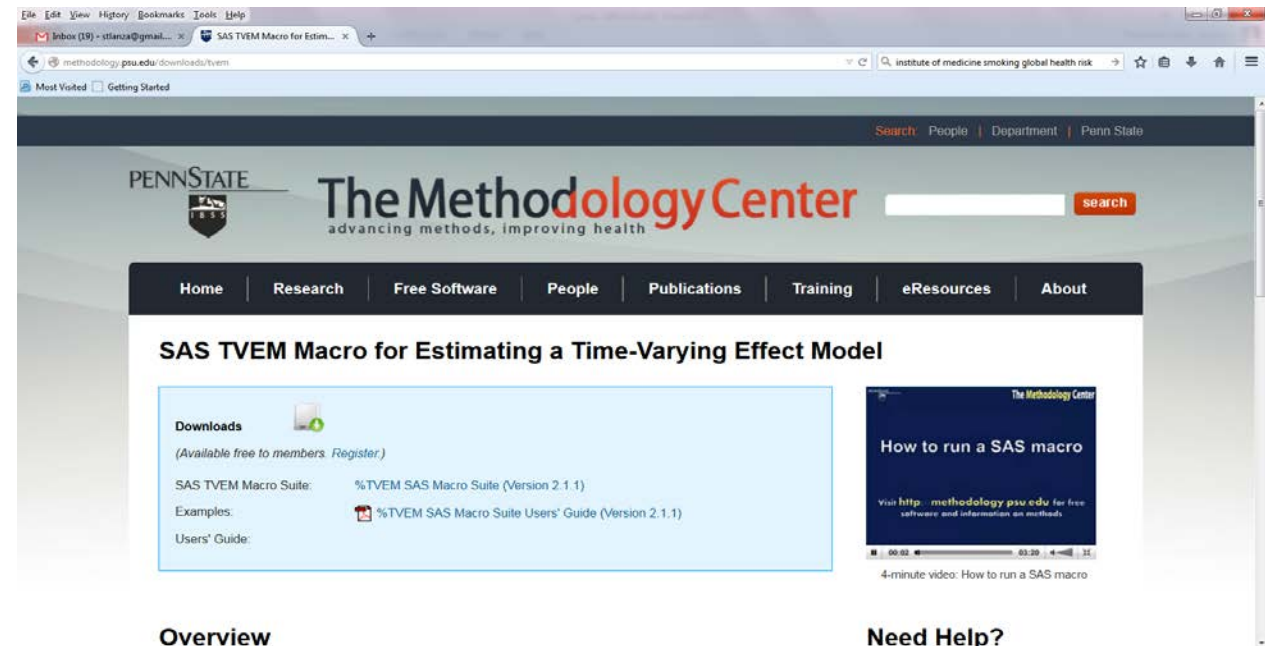 File Edit View History Bookmarks Tools Help
Inbox (19) - stlanza@gmail.... × SAS TVEM Macro for Estim... × +
methodology.psu.edu/downloads/tvem institute of medicine smoking global health risk
Most Visited Getting Started
Search: People | Department | Penn State
PENNSTATE
1855
The Methodology Center
advancing methods, improving health
search
Home Research Free Software People Publications Training eResources About
SAS TVEM Macro for Estimating a Time-Varying Effect Model
Downloads
(Available free to members. Register.)
SAS TVEM Macro Suite: %TVEM SAS Macro Suite (Version 2.1.1)
Examples: %TVEM SAS Macro Suite Users' Guide (Version 2.1.1)
Users' Guide:
PENNSTATE The Methodology Center
How to run a SAS macro
Visit http: methodology psu edu for free
software and information on methods
00:02 03:20
4-minute video: How to run a SAS macro
Overview
Need Help?